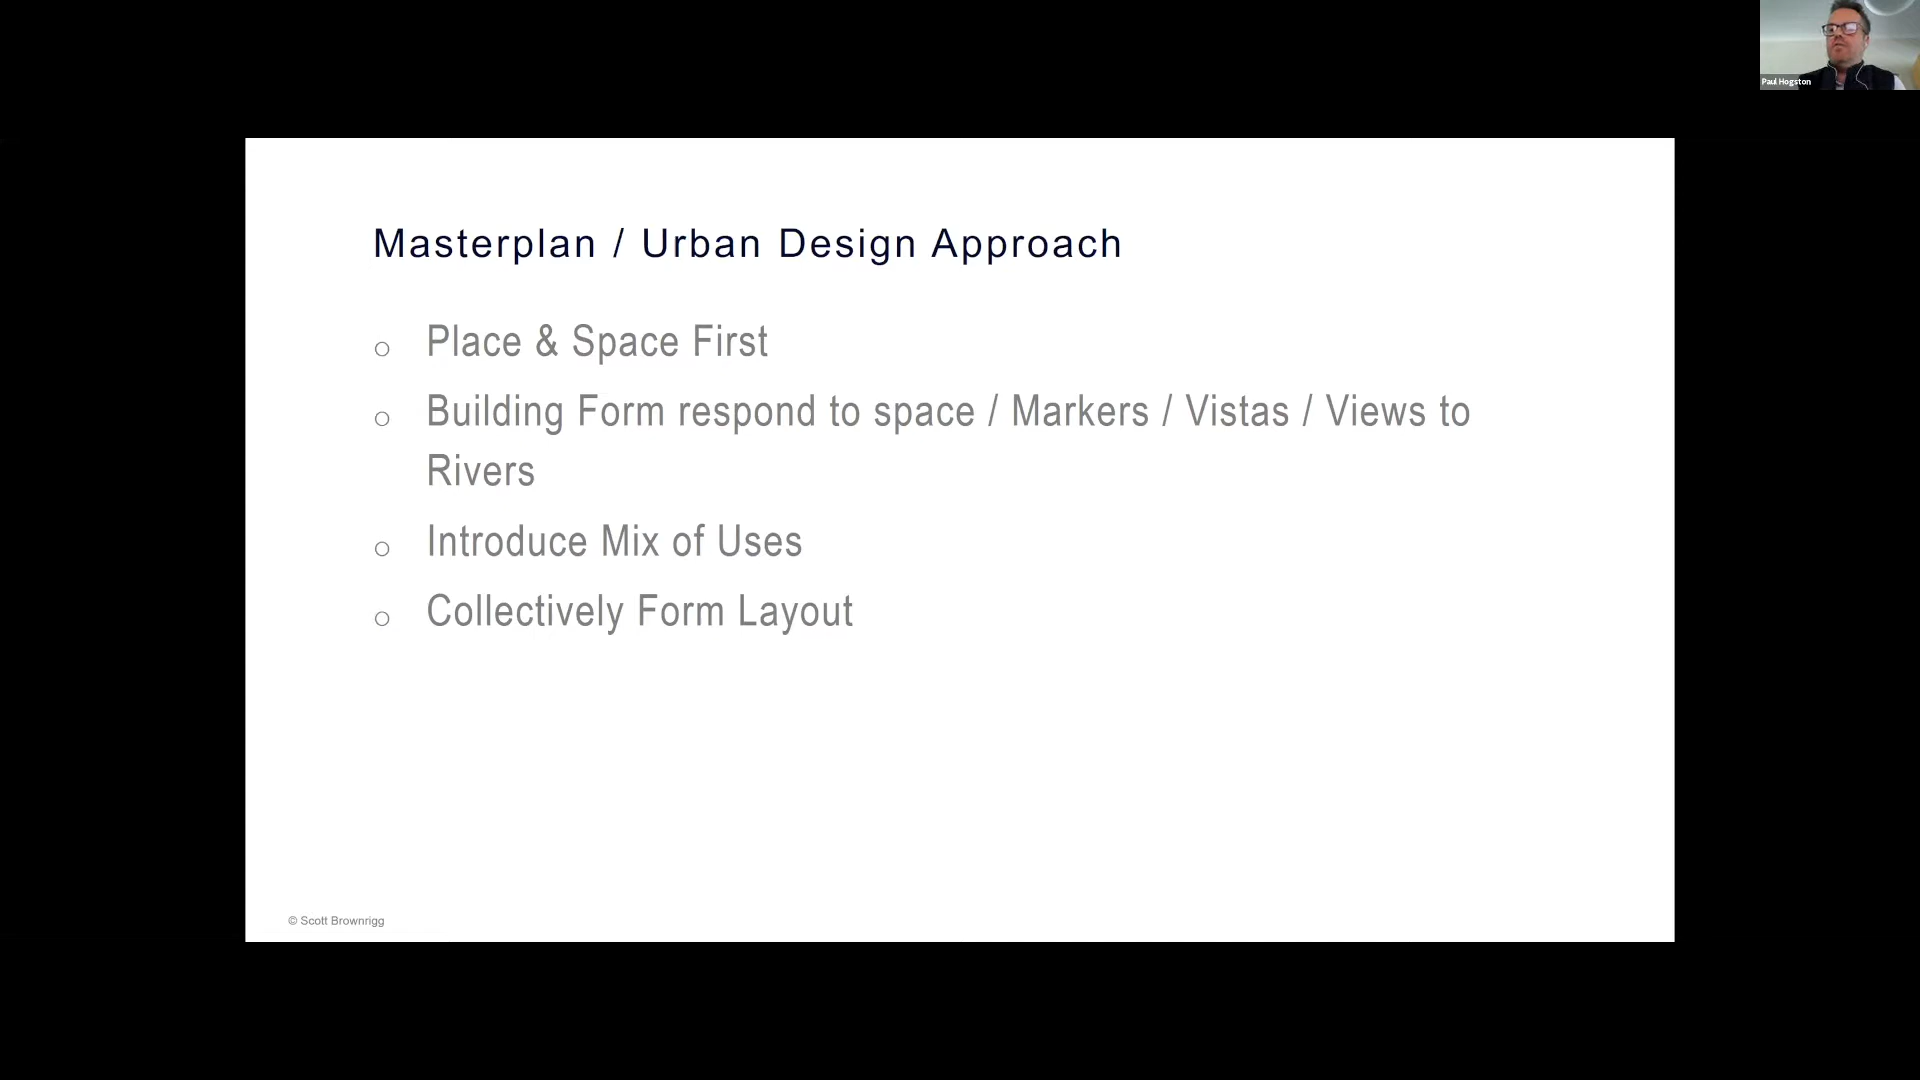 Paul Hogston
Masterplan / Urban Design Approach
o Place & Space First
o Building Form respond to space / Markers / Vistas / Views to
Rivers
o Introduce Mix of Uses
o Collectively Form Layout
© Scott Brownrigg